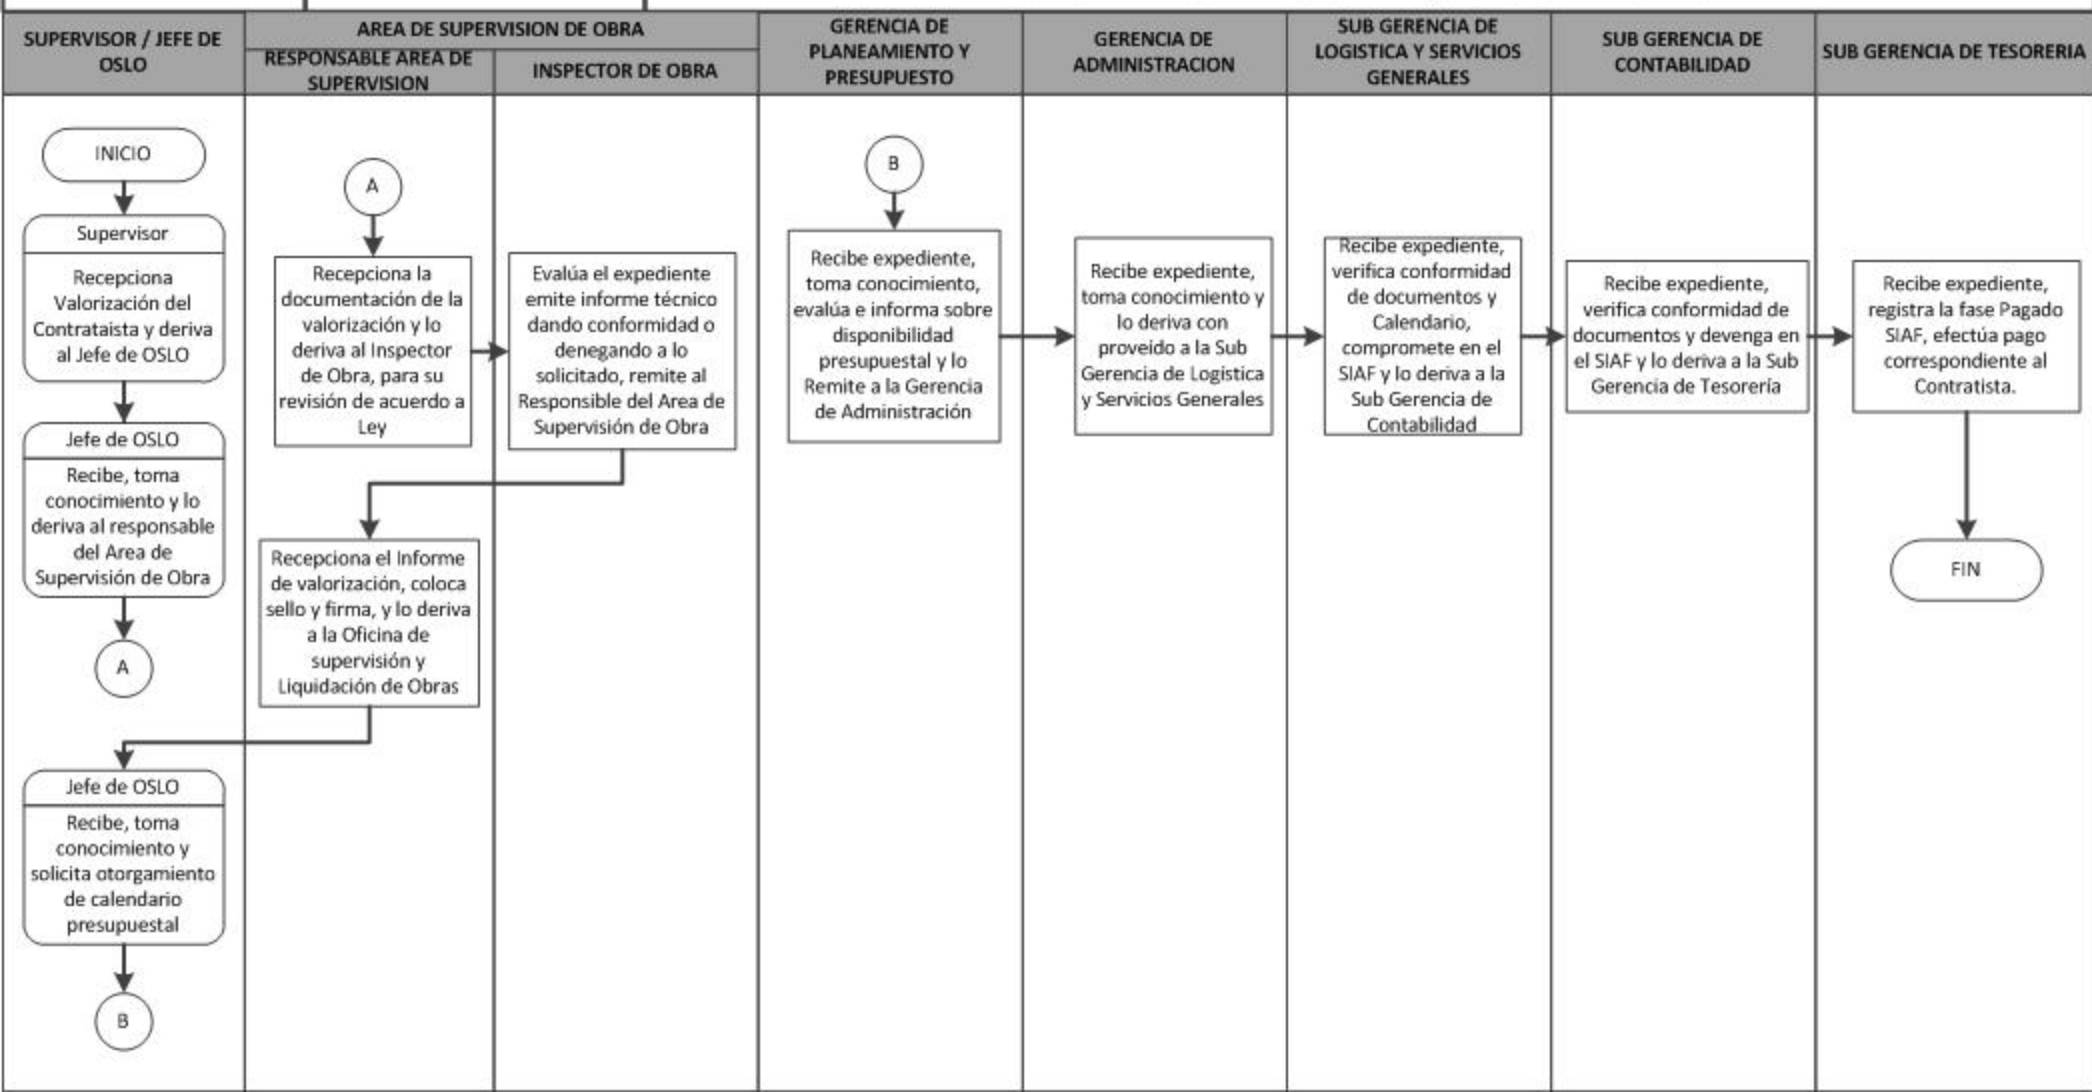 SUPERVISOR / JEFE DE
OSLO
AREA DE SUPERVISION DE OBRA
RESPONSABLE AREA DE
SUPERVISION
INSPECTOR DE OBRA
GERENCIA DE
PLANEAMIENTO Y
PRESUPUESTO
GERENCIA DE
ADMINISTRACION
SUB GERENCIA DE
LOGISTICA Y SERVICIOS
GENERALES
SUB GERENCIA DE
CONTABILIDAD
SUB GERENCIA DE TESORERIA
INICIO
Supervisor
Recepciona
Valorización del
Contrataista y deriva
al Jefe de OSLO
Jefe de OSLO
Recibe, toma
conocimiento y lo
deriva al responsable
del Area de
Supervisión de Obra
A
A
Recepciona la
documentación de la
valorización y lo
deriva al Inspector
de Obra, para su
revisión de acuerdo a
Ley
Evalúa el expediente
emite informe técnico
dando conformidad o
denegando a lo
solicitado, remite al
Responsible del Area de
Supervisión de Obra
Recepciona el Informe
de valorización, coloca
sello y firma, y lo deriva
a la Oficina de
supervisión y
Liquidación de Obras
Jefe de OSLO
Recibe, toma
conocimiento y
solicita otorgamiento
de calendario
presupuestal
B
B
Recibe expediente,
toma conocimiento,
evalúa e informa sobre
disponibilidad
presupuestal y lo
Remite a la Gerencia
de Administración
Recibe expediente,
toma conocimiento y
lo deriva con
proveido a la Sub
Gerencia de Logistica
y Servicios Generales
Recibe expediente,
verifica conformidad
de documentos y
Calendario,
compromete en el
SIAF y lo deriva a la
Sub Gerencia de
Contabilidad
Recibe expediente,
verifica conformidad de
documentos y devenga en
el SIAF y lo deriva a la Sub
Gerencia de Tesorería
Recibe expediente,
registra la fase Pagado
SIAF, efectúa pago
correspondiente al
Contratista.
FIN